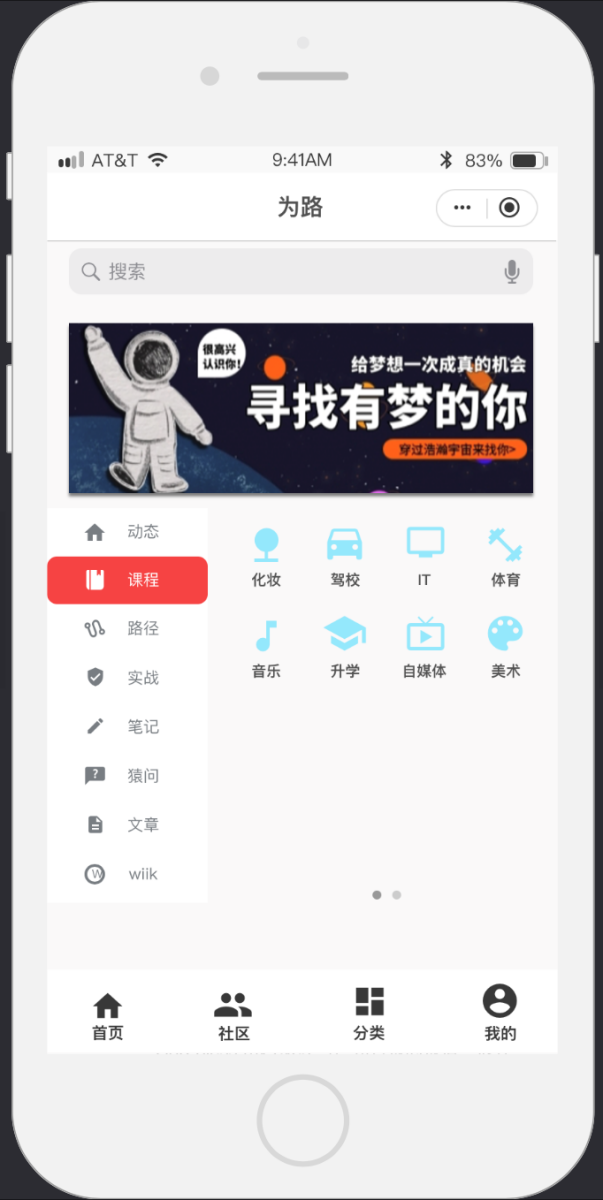 AT&T 9:41AM 83%
为路
搜索
很高兴
认识你!
给梦想一次成真的机会
寻找有梦的你
穿过浩瀚宇宙来找你>
动态
课程
路径
实战
笔记
猿问
文章
wiik
化妆 驾校 IT 体育
音乐 升学 自媒体 美术
首页 社区 分类 我的